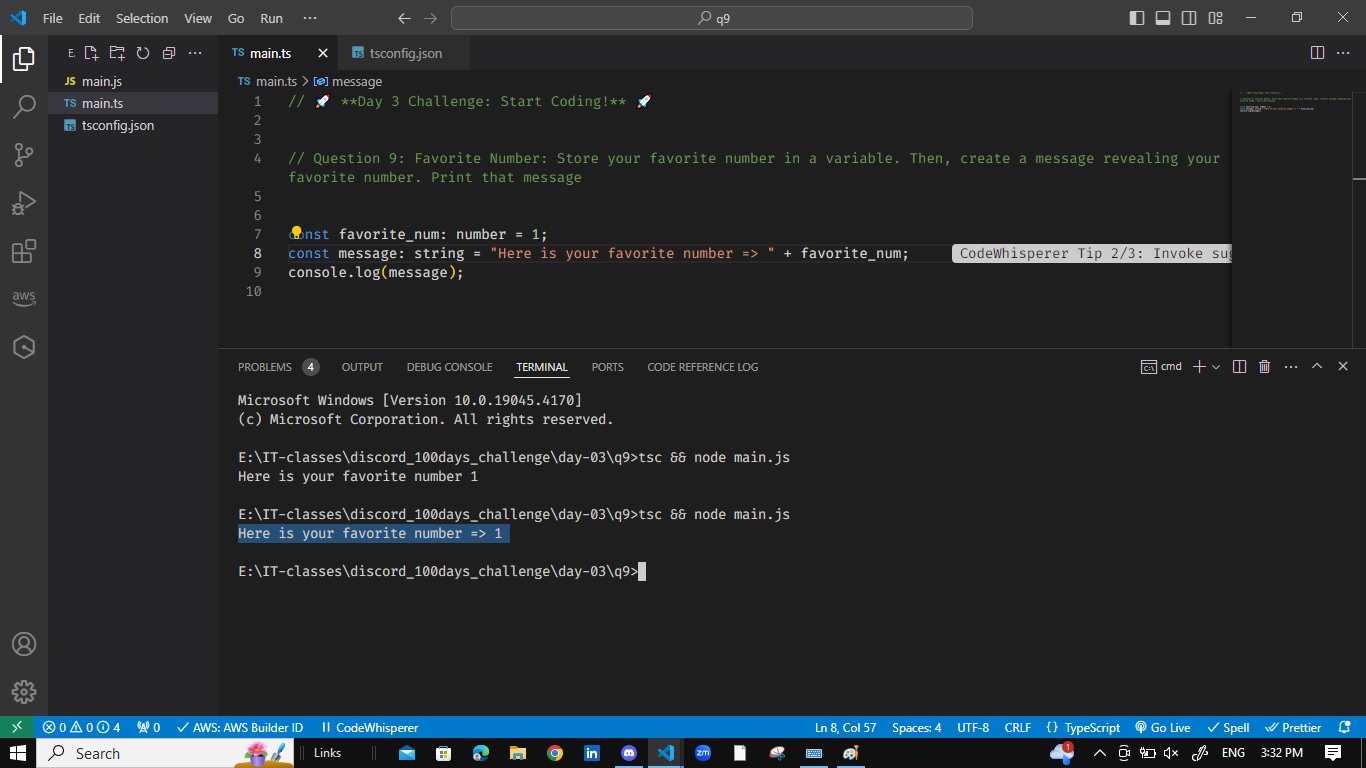 File Edit Selection View Go Run ··· q9
E.
JS main.js
TS main.ts
tsconfig.json
TS main.ts tsconfig.json
TS main.ts > message
1 // 🚀 **Day 3 Challenge: Start Coding!** 🚀
2
3
4 // Question 9: Favorite Number: Store your favorite number in a variable. Then, create a message revealing your
favorite number. Print that message
5
6
7 const favorite_num: number = 1;
8 const message: string = "Here is your favorite number => " + favorite_num; CodeWhisperer Tip 2/3: Invoke sug
9 console.log(message);
10
aws
PROBLEMS 4 OUTPUT DEBUG CONSOLE TERMINAL PORTS CODE REFERENCE LOG cmd
Microsoft Windows [Version 10.0.19045.4170]
(c) Microsoft Corporation. All rights reserved.
E:\IT-classes\discord_100days_challenge\day-03\q9>tsc && node main.js
Here is your favorite number 1
E:\IT-classes\discord_100days_challenge\day-03\q9>tsc && node main.js
Here is your favorite number => 1
E:\IT-classes\discord_100days_challenge\day-03\q9>
0 0 4 0 AWS: AWS Builder ID CodeWhisperer Ln 8, Col 57 Spaces: 4 UTF-8 CRLF {} TypeScript Go Live Spell Prettier
Search Links in zm 1 ENG 3:32 PM